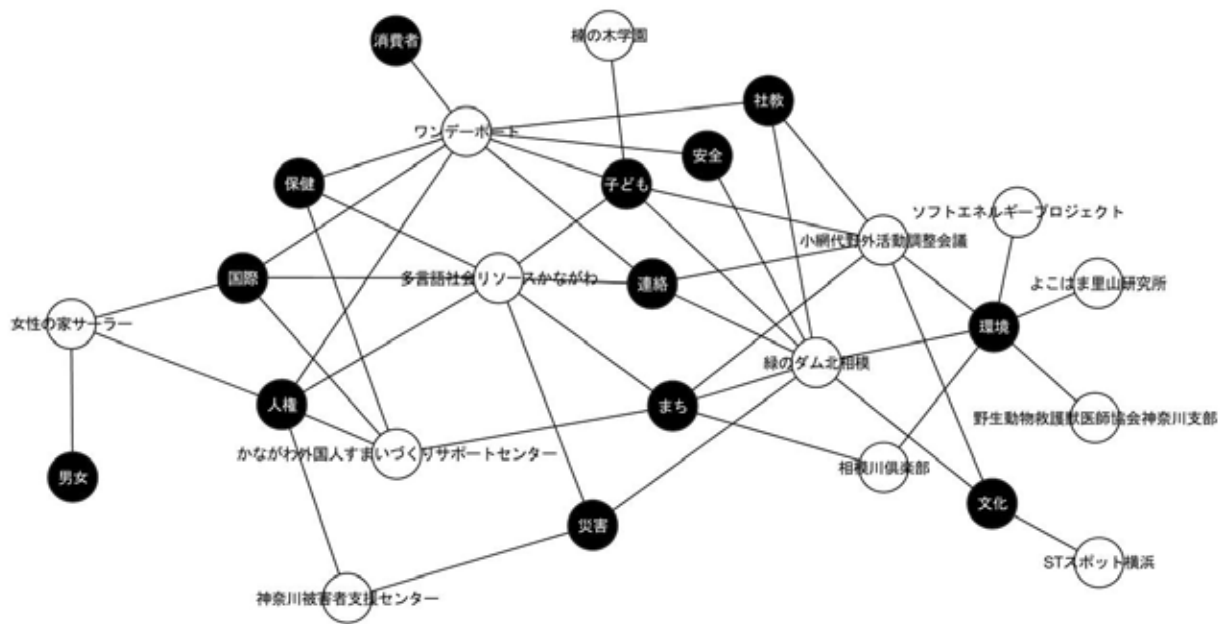 消費者
棟の木学園
社教
ワンデーポート
安全
保健
子ども
ソフトエネルギープロジェクト
小網代野外活動調整会議
国際
多言語社会リソースかながわ
連絡
よこはま里山研究所
女性の家サーラー
環境
緑のダム北相模
人権
まち
野生動物救護獣医師協会神奈川支部
かながわ外国人すまいづくりサポートセンター
相模川倶楽部
男女
文化
災害
STスポット横浜
神奈川被害者支援センター